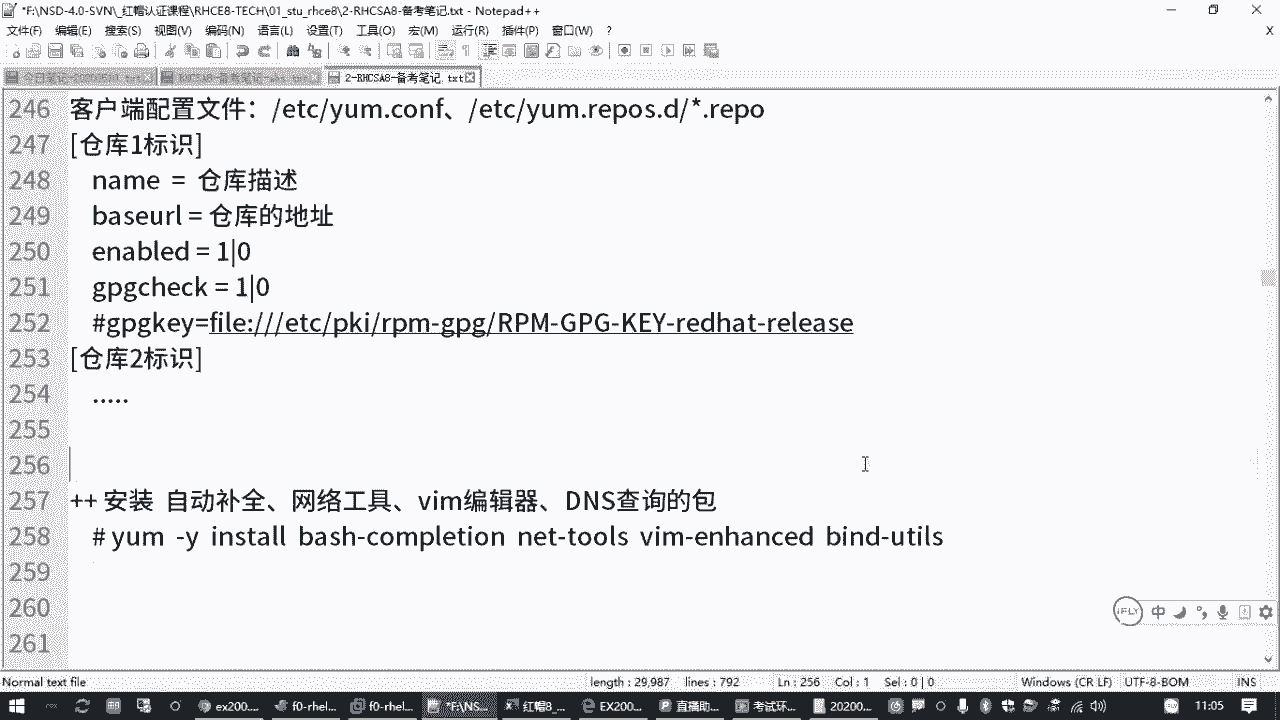 *F:\NSD-4.0-SVN\_红帽认证课程\RHCE8-TECH\01_stu_rhce8\2-RHCSA8-备考笔记.txt - Notepad++
文件(F) 编辑(E) 搜索(S) 视图(V) 编码(N) 语言(L) 设置(T) 工具(O) 宏(M) 运行(R) 插件(P) 窗口(W) ? X
2-RHCSA8-备考笔记.txt
246 客户端配置文件：/etc/yum.conf、/etc/yum.repos.d/*.repo
247 [仓库1标识]
248 name = 仓库描述
249 baseurl = 仓库的地址
250 enabled = 1|0
251 gpgcheck = 1|0
252 #gpgkey=file:///etc/pki/rpm-gpg/RPM-GPG-KEY-redhat-release
253 [仓库2标识]
254 .....
255
256
257 ++ 安装 自动补全、网络工具、vim编辑器、DNS查询的包
258 # yum -y install bash-completion net-tools vim-enhanced bind-utils
259
260
261
iFLY 中
Normal text file length : 29,987 lines : 792 Ln : 256 Col : 1 Sel : 0 | 0 Windows (CR LF) UTF-8-BOM INS
ex200... f0-rhel... f0-rhel... *F:\NS... 红帽8_... EX200... 直播助... 考试环... 20200... 中 11:05